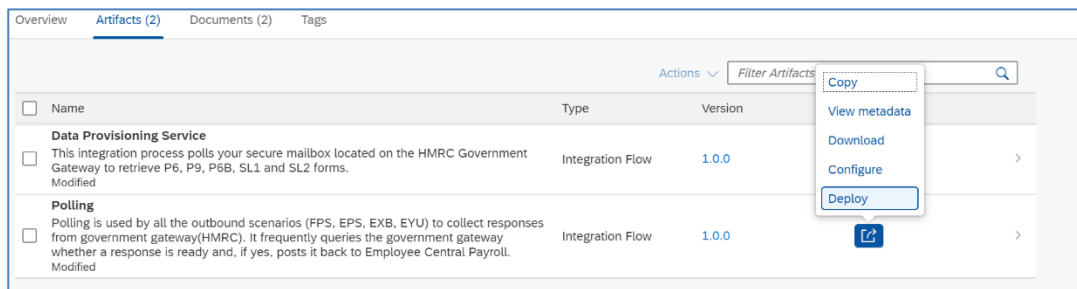 Overview Artifacts (2) Documents (2) Tags
Actions Filter Artifacts
Copy
View metadata
Download
Configure
Deploy
Name Type Version
Data Provisioning Service
This integration process polls your secure mailbox located on the HMRC Government
Gateway to retrieve P6, P9, P6B, SL1 and SL2 forms.
Modified
Integration Flow 1.0.0
Polling
Polling is used by all the outbound scenarios (FPS, EPS, EXB, EYU) to collect responses
from government gateway(HMRC). It frequently queries the government gateway
whether a response is ready and, if yes, posts it back to Employee Central Payroll.
Modified
Integration Flow 1.0.0